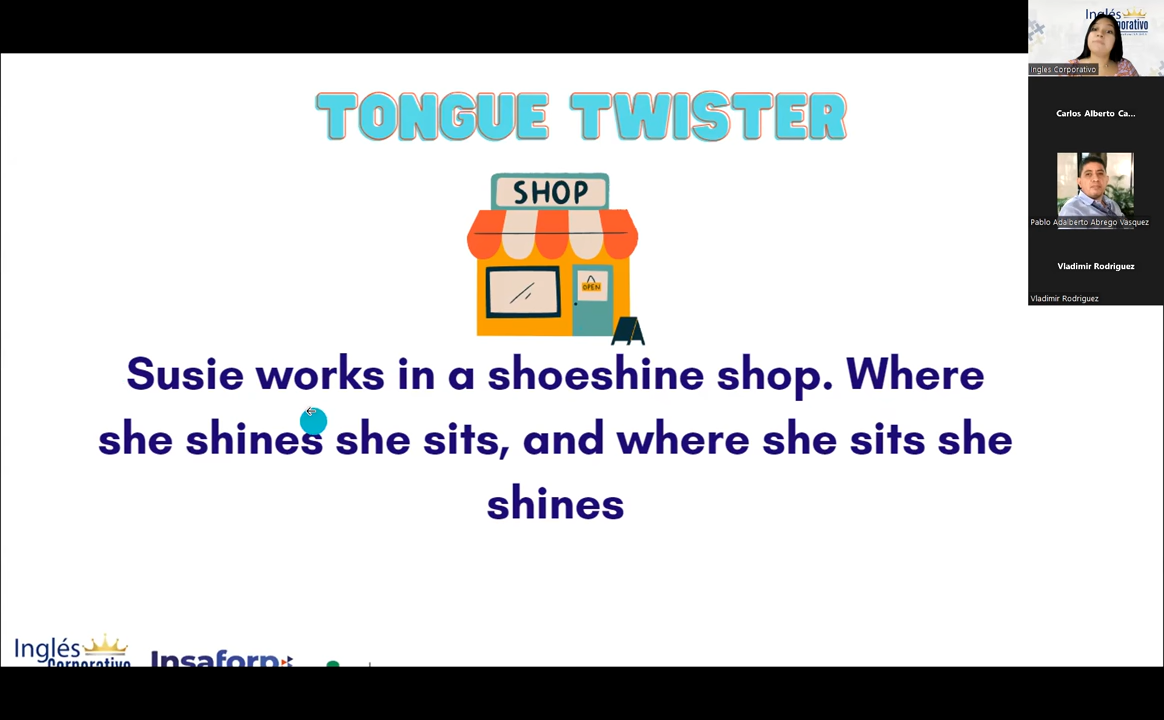 TONGUE TWISTER
SHOP
OPEN
Susie works in a shoeshine shop. Where
she shines she sits, and where she sits she
shines
Inglés
Corporativo
Insaforp
Inglés
Corporativo
Carlos Alberto Ca...
Pablo Adalberto Abrego Vasquez
Vladimir Rodriguez
Vladimir Rodriguez